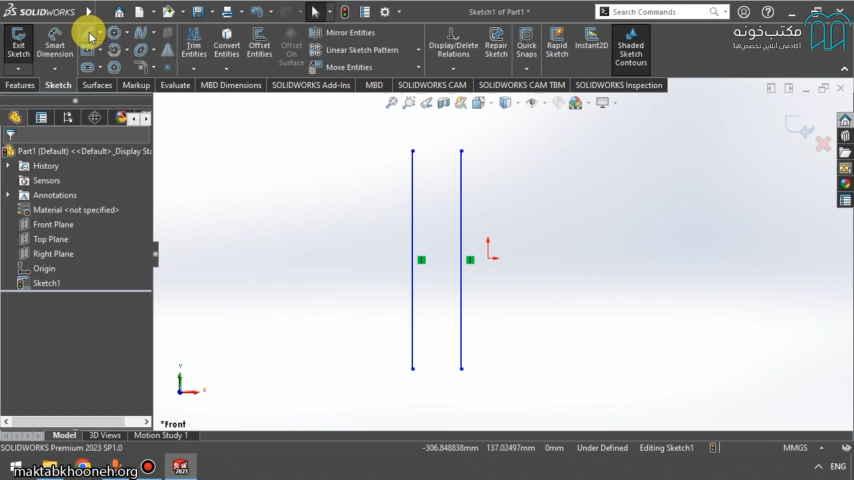 SOLIDWORKS
Sketch1 of Part1 *
Search Commands
مکتب‌خونه
آکادمی آنلاین تخصص‌ها
Exit Sketch
Smart Dimension
Trim Entities
Convert Entities
Offset Entities
Offset On Surface
Mirror Entities
Linear Sketch Pattern
Move Entities
Display/Delete Relations
Repair Sketch
Quick Snaps
Rapid Sketch
Instant2D
Shaded Sketch Contours
Features
Sketch
Surfaces
Markup
Evaluate
MBD Dimensions
SOLIDWORKS Add-Ins
MBD
SOLIDWORKS CAM
SOLIDWORKS CAM TBM
SOLIDWORKS Inspection
Part1 (Default) <<Default>_Display Sta
History
Sensors
Annotations
Material <not specified>
Front Plane
Top Plane
Right Plane
Origin
Sketch1
Y
X
*Front
Model
3D Views
Motion Study 1
SOLIDWORKS Premium 2023 SP1.0
-306.848838mm
137.02497mm
0mm
Under Defined
Editing Sketch1
MMGS
maktabkhooneh.org
2023
ENG